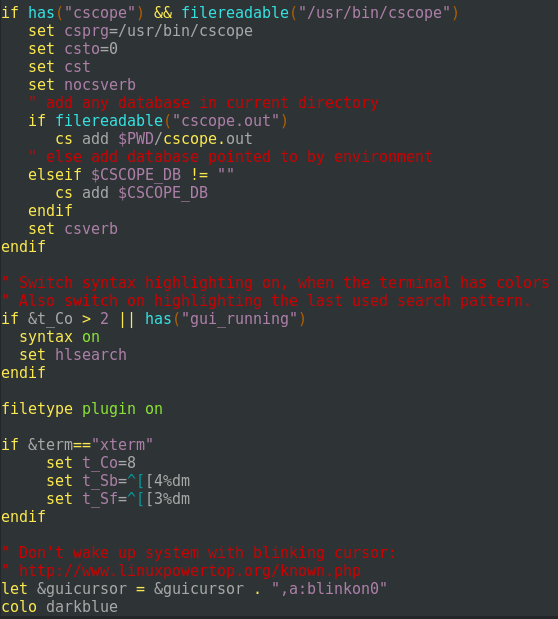 if has("cscope") && filereadable("/usr/bin/cscope")
   set csprg=/usr/bin/cscope
   set csto=0
   set cst
   set nocsverb
   " add any database in current directory
   if filereadable("cscope.out")
      cs add $PWD/cscope.out
   " else add database pointed to by environment
   elseif $CSCOPE_DB != ""
      cs add $CSCOPE_DB
   endif
   set csverb
endif

" Switch syntax highlighting on, when the terminal has colors
" Also switch on highlighting the last used search pattern.
if &t_Co > 2 || has("gui_running")
  syntax on
  set hlsearch
endif

filetype plugin on

if &term=="xterm"
     set t_Co=8
     set t_Sb=^[[4%dm
     set t_Sf=^[[3%dm
endif

" Don't wake up system with blinking cursor:
" http://www.linuxpowertop.org/known.php
let &guicursor = &guicursor . ",a:blinkon0"
colo darkblue